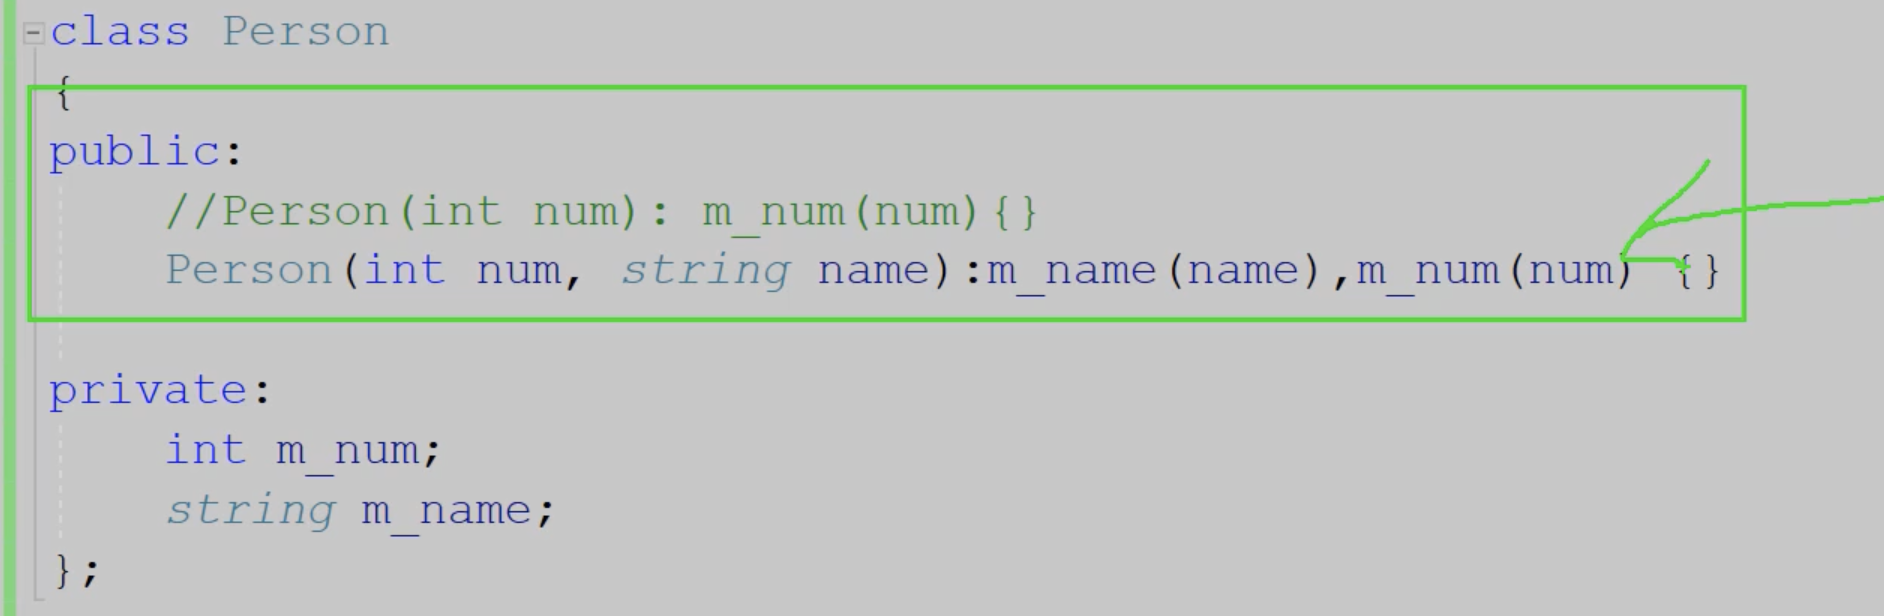 class Person
{
public:
//Person(int num): m_num(num){}
Person(int num, string name):m_name(name),m_num(num) {}
private:
int m_num;
string m_name;
};